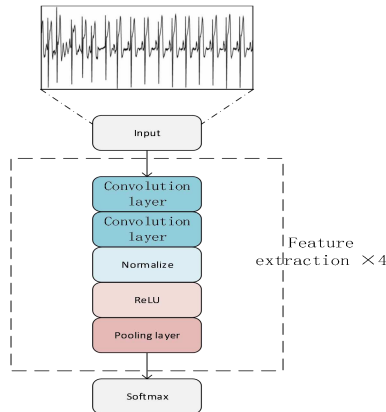 Input
Convolution
layer
Convolution
layer
Normalize
ReLU
Pooling layer
Feature
extraction ×4
Softmax